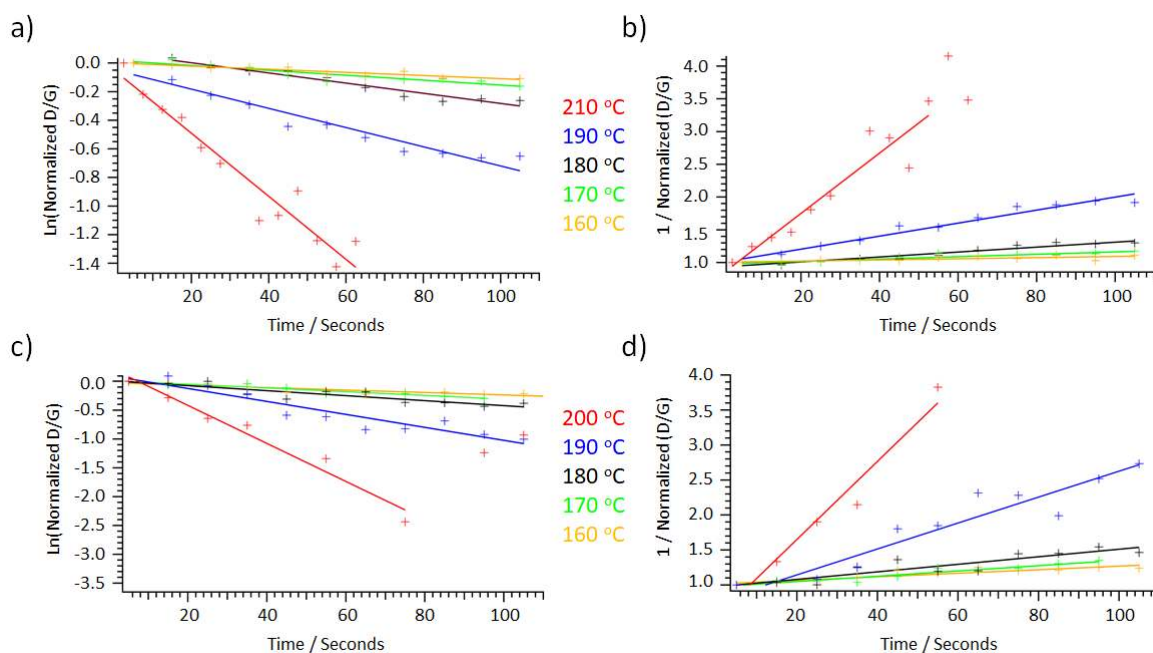 a)
Ln(Normalized D/G)
0.0
-0.2
-0.4
-0.6
-0.8
-1.0
-1.2
-1.4
20 40 60 80 100
Time / Seconds
210 °C
190 °C
180 °C
170 °C
160 °C
b)
1 / Normalized (D/G)
4.0
3.5
3.0
2.5
2.0
1.5
1.0
20 40 60 80 100
Time / Seconds
c)
Ln(Normalized D/G)
0.0
-0.5
-1.0
-1.5
-2.0
-2.5
-3.0
-3.5
20 40 60 80 100
Time / Seconds
200 °C
190 °C
180 °C
170 °C
160 °C
d)
1 / Normalized (D/G)
4.0
3.5
3.0
2.5
2.0
1.5
1.0
20 40 60 80 100
Time / Seconds